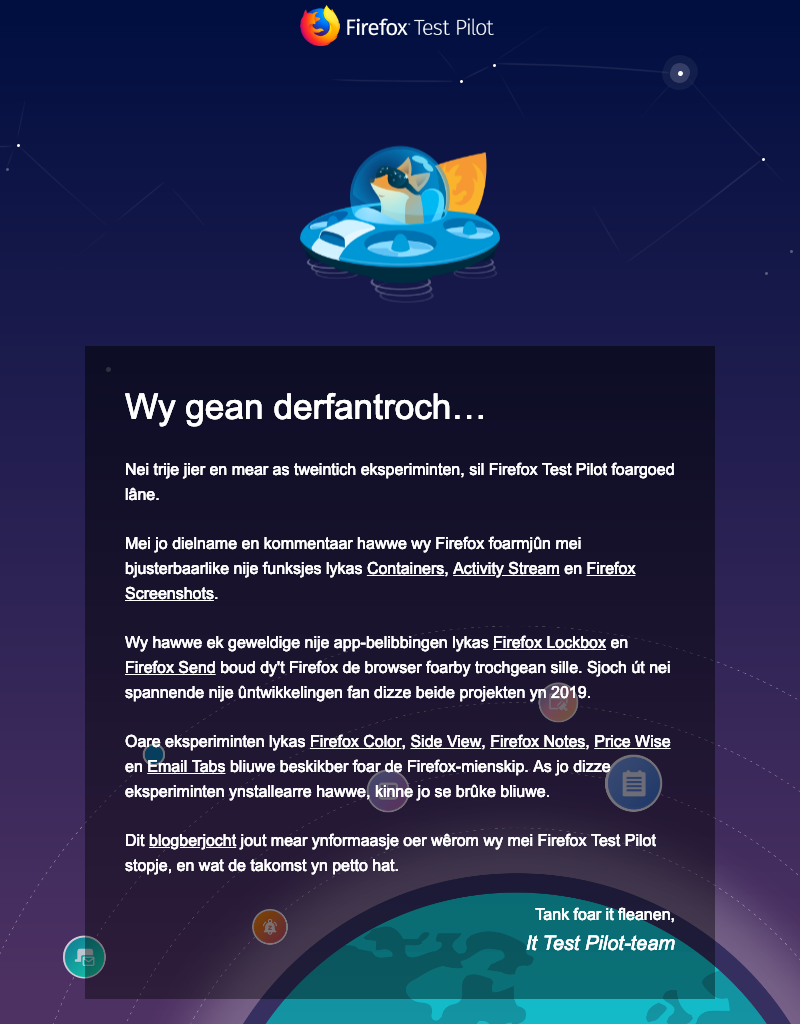 Firefox Test Pilot
Wy gean derfantroch…
Nei trije jier en mear as tweintich eksperiminten, sil Firefox Test Pilot foargoed
lâne.
Mei jo dielname en kommentaar hawwe wy Firefox foarmjûn mei
bjusterbaarlike nije funksjes lykas Containers, Activity Stream en Firefox
Screenshots.
Wy hawwe ek geweldige nije app-belibbingen lykas Firefox Lockbox en
Firefox Send boud dy't Firefox de browser foarby trochgean sille. Sjoch út nei
spannende nije ûntwikkelingen fan dizze beide projekten yn 2019.
Oare eksperiminten lykas Firefox Color, Side View, Firefox Notes, Price Wise
en Email Tabs bliuwe beskikber foar de Firefox-mienskip. As jo dizze
eksperiminten ynstallearre hawwe, kinne jo se brûke bliuwe.
Dit blogberjocht jout mear ynformaasje oer wêrom wy mei Firefox Test Pilot
stopje, en wat de takomst yn petto hat.
Tank foar it fleanen,
It Test Pilot-team